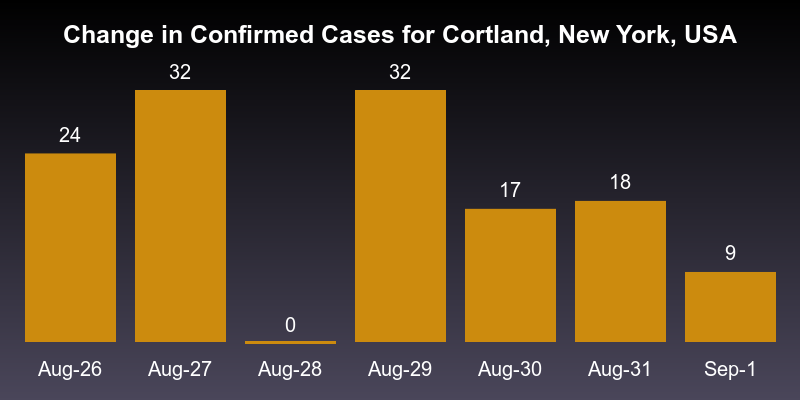 Change in Confirmed Cases for Cortland, New York, USA
24
32
0
32
17
18
9
Aug-26
Aug-27
Aug-28
Aug-29
Aug-30
Aug-31
Sep-1